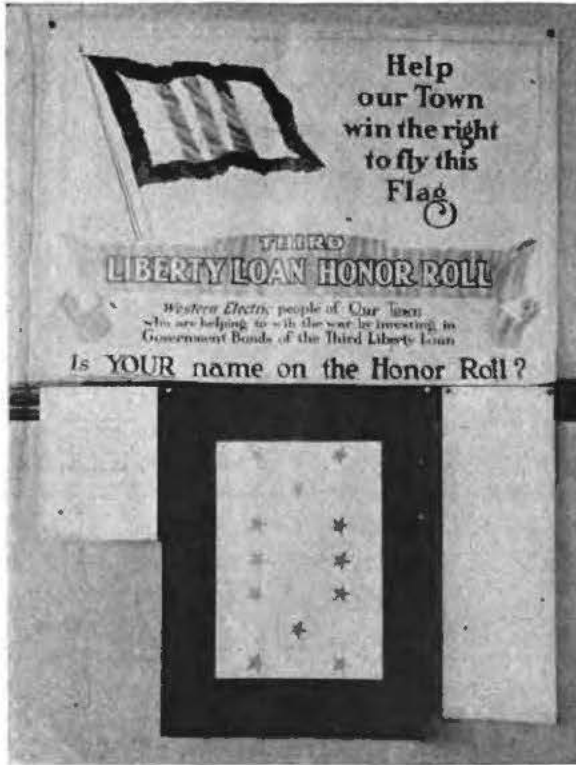 Help
our Town
win the right
to fly this
Flag
THIRD
LIBERTY LOAN HONOR ROLL
Western Electric people of Our Town
who are helping to win the war by investing in
Government Bonds of the Third Liberty Loan
Is YOUR name on the Honor Roll?